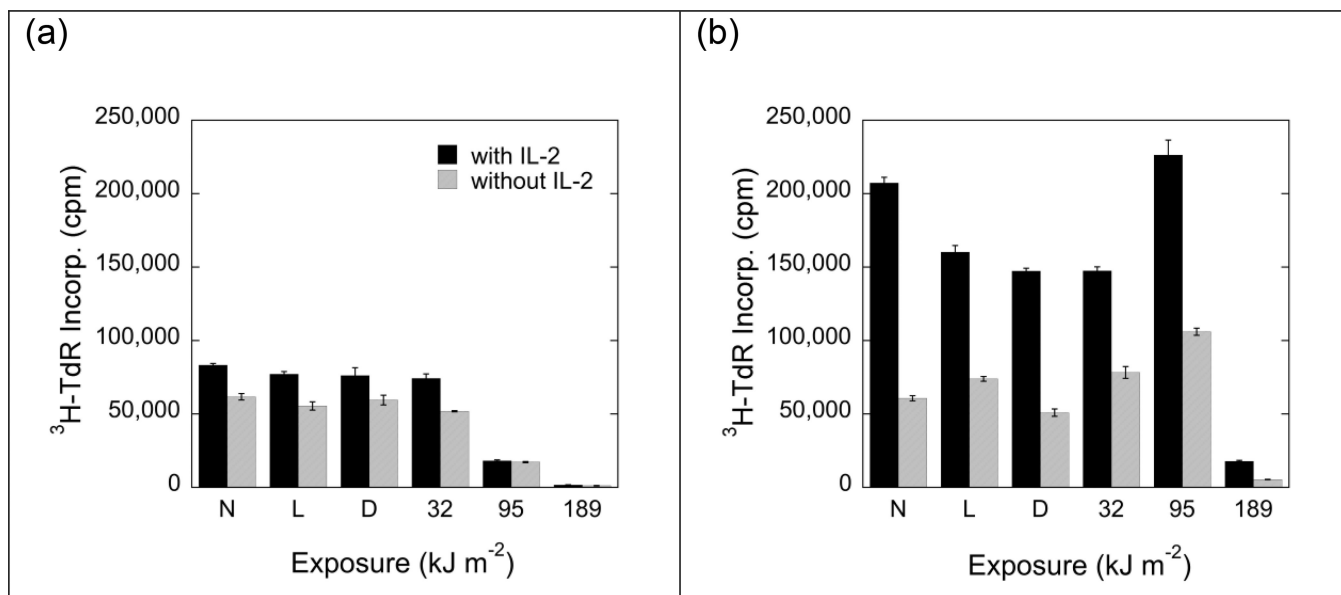 (a)
250,000
200,000
150,000
100,000
50,000
0
³H-TdR Incorp. (cpm)
with IL-2
without IL-2
N L D 32 95 189
Exposure (kJ m⁻²)
(b)
250,000
200,000
150,000
100,000
50,000
0
³H-TdR Incorp. (cpm)
N L D 32 95 189
Exposure (kJ m⁻²)